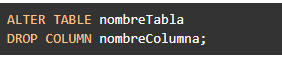 ALTER TABLE nombreTabla
DROP COLUMN nombreColumna;